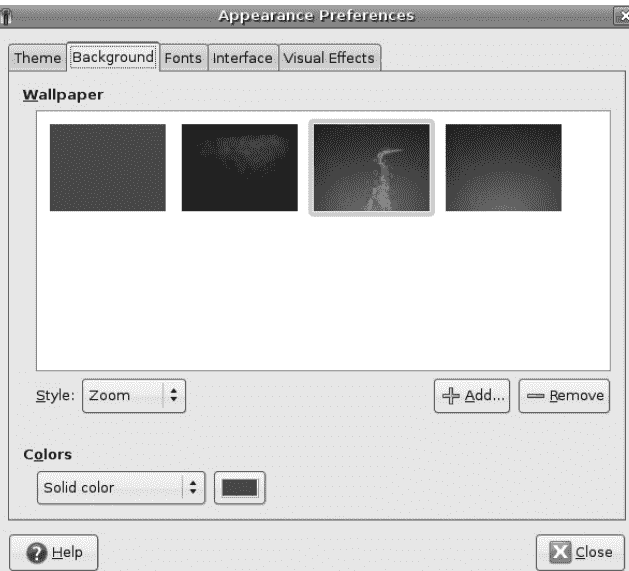 Appearance Preferences
Theme Background Fonts Interface Visual Effects
Wallpaper
Style: Zoom Add... Remove
Colors
Solid color
Help Close